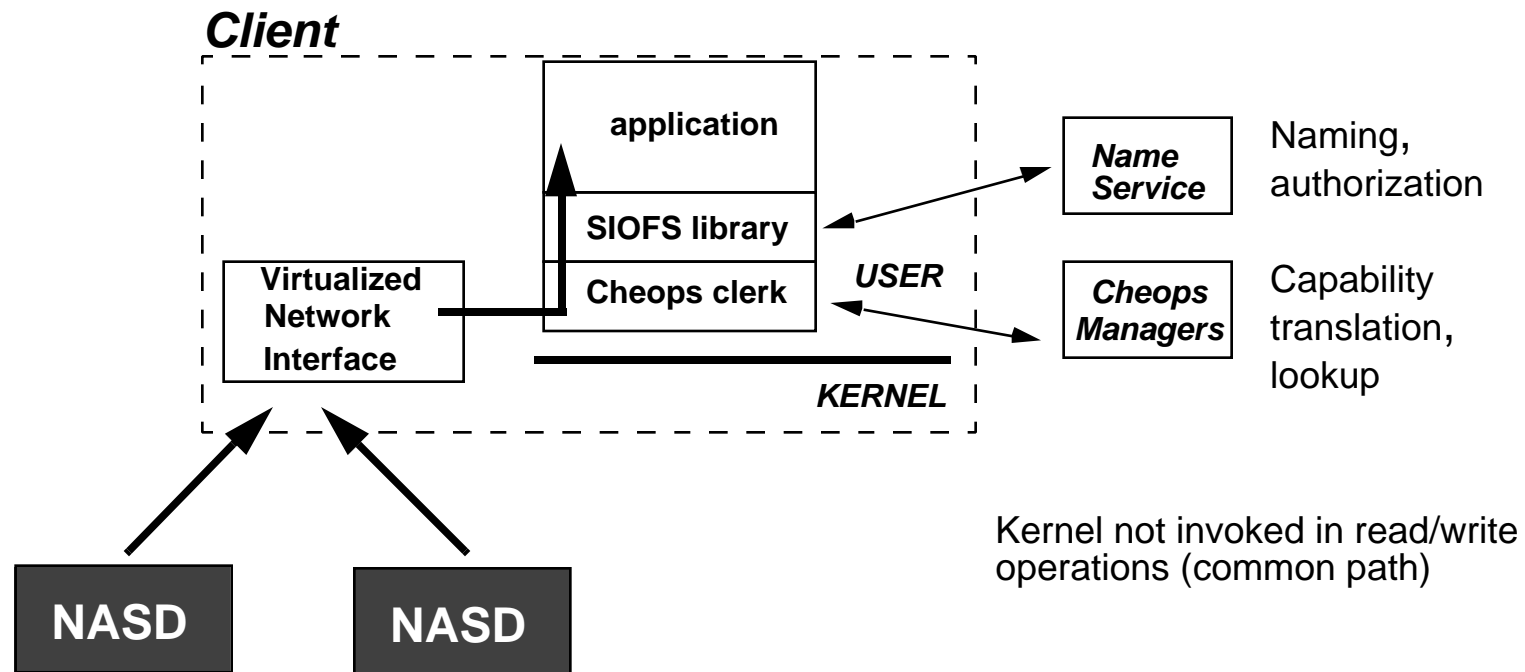 Client
application
SIOFS library
Cheops clerk
Virtualized
Network
Interface
USER
KERNEL
Name
Service
Naming,
authorization
Cheops
Managers
Capability
translation,
lookup
Kernel not invoked in read/write
operations (common path)
NASD
NASD